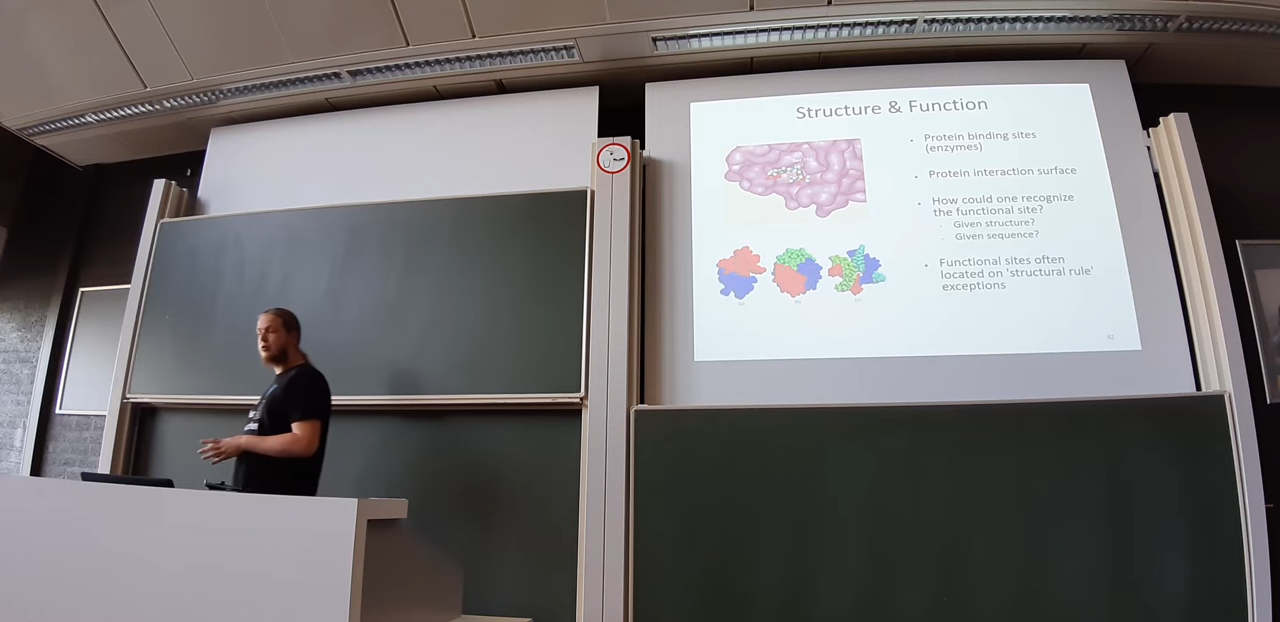 Structure & Function
Protein binding sites
(enzymes)
Protein interaction surface
How could one recognize
the functional site?
Given structure?
Given sequence?
Functional sites often
located on 'structural rule'
exceptions